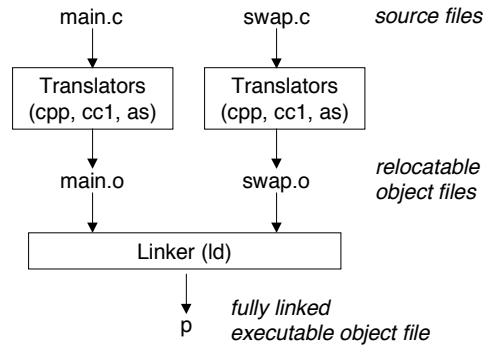 main.c swap.c source files
Translators Translators
(cpp, cc1, as) (cpp, cc1, as)
main.o swap.o relocatable
object files
Linker (ld)
p fully linked
executable object file